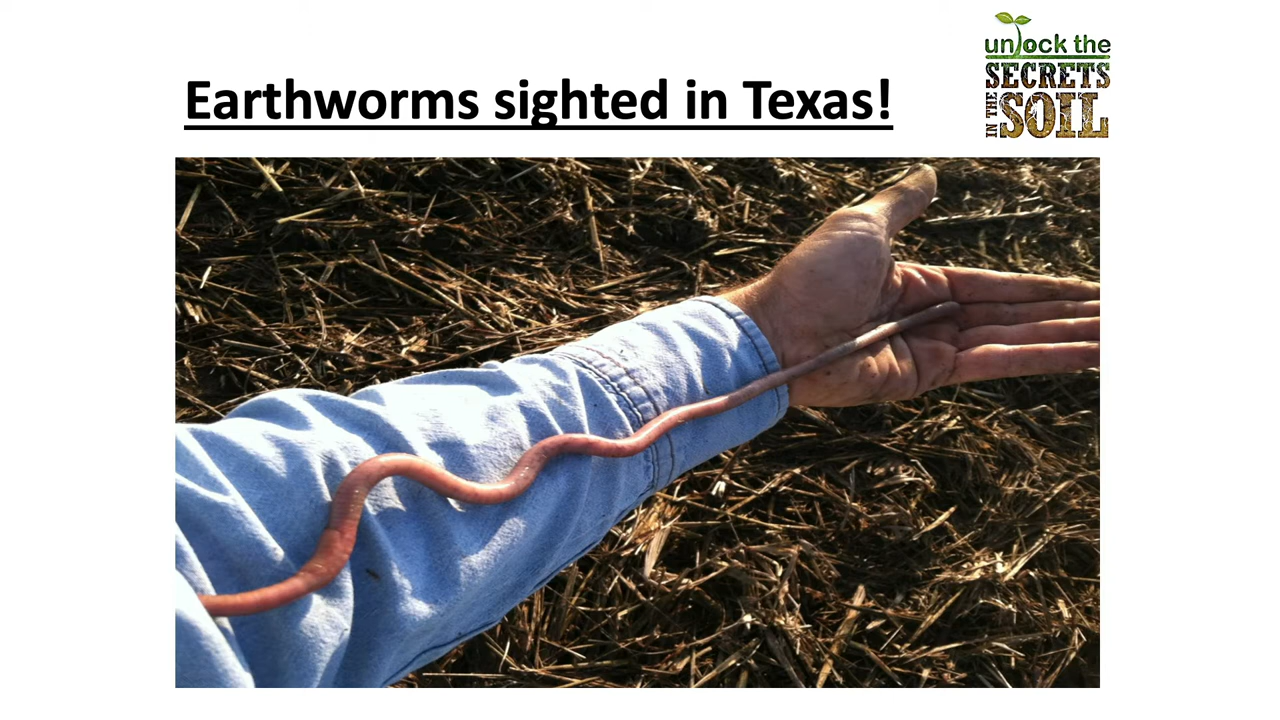 Earthworms sighted in Texas!
unlock the
SECRETS
IN THE
SOIL